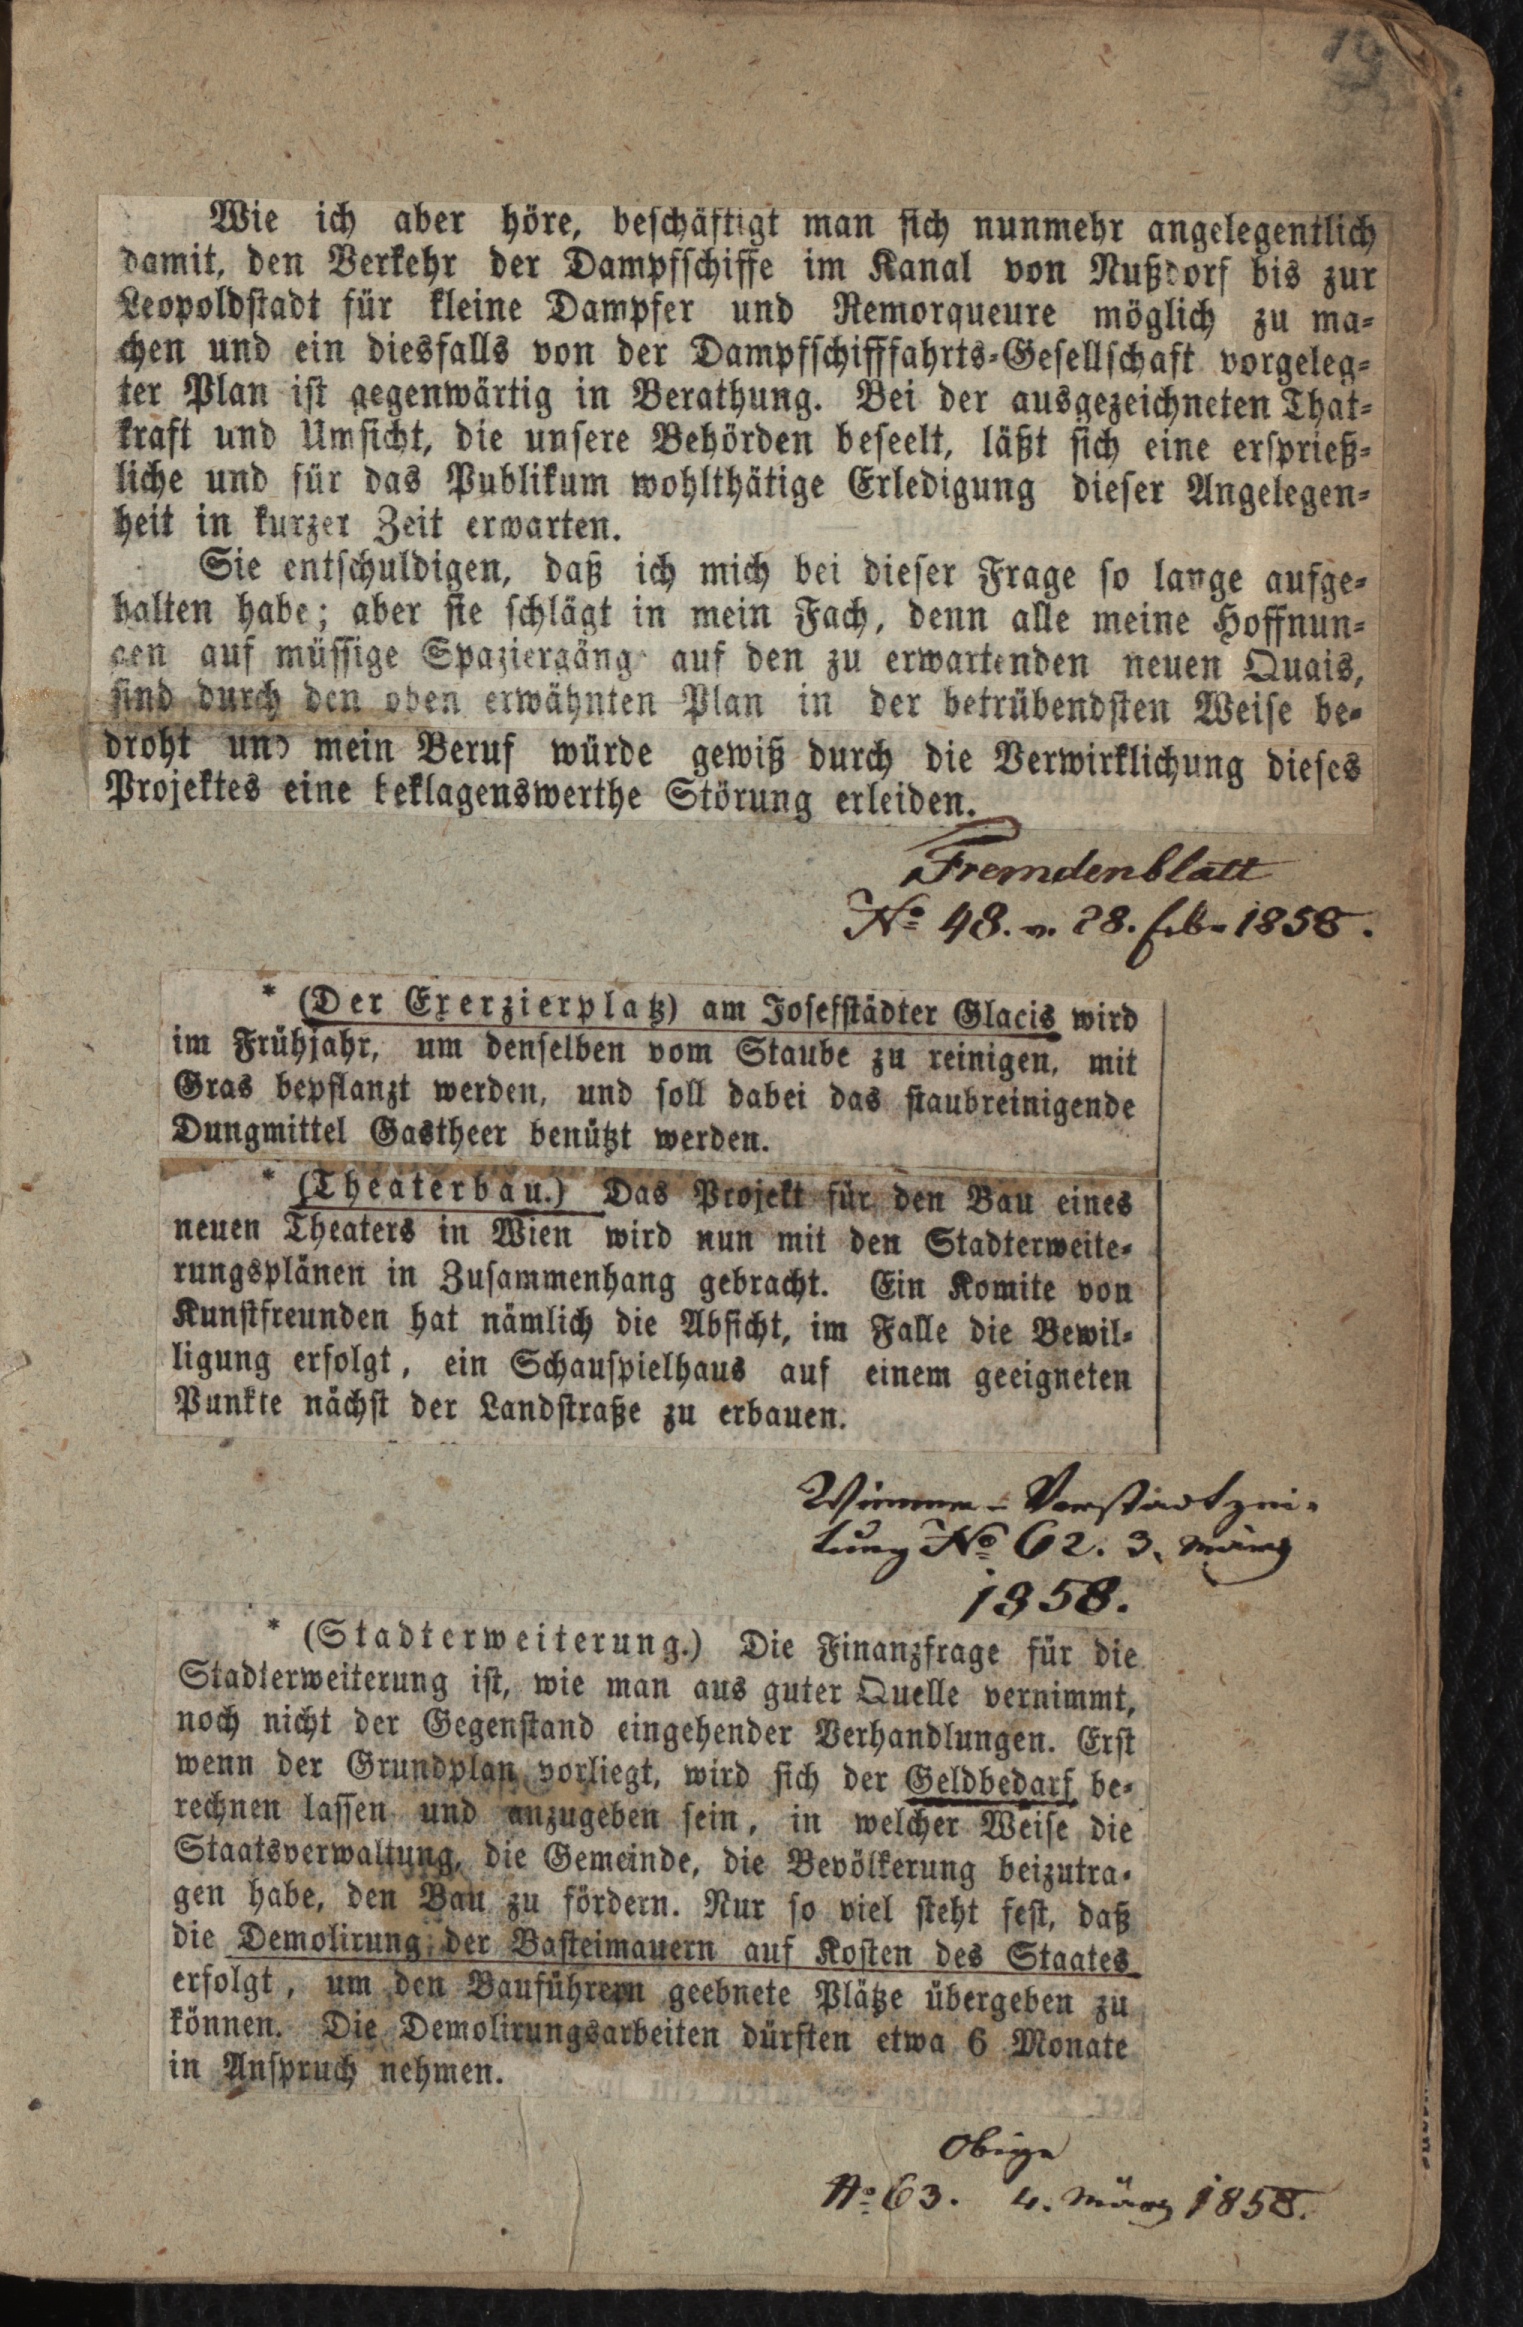 19
Wie ich aber höre, beschäftigt man sich nunmehr angelegentlich
damit, den Verkehr der Dampfschiffe im Kanal von Nußdorf bis zur
Leopoldstadt für kleine Dampfer und Remorqueure möglich zu ma-
chen und ein diesfalls von der Dampfschifffahrts-Gesellschaft vorgeleg-
ter Plan ist gegenwärtig in Berathung. Bei der ausgezeichneten That-
kraft und Umsicht, die unsere Behörden beseelt, läßt sich eine ersprieß-
liche und für das Publikum wohlthätige Erledigung dieser Angelegen-
heit in kurzer Zeit erwarten.
Sie entschuldigen, daß ich mich bei dieser Frage so lange aufge-
halten habe; aber sie schlägt in mein Fach, denn alle meine Hoffnun-
gen auf müssige Spaziergänge auf den zu erwartenden neuen Quais,
sind durch den oben erwähnten Plan in der betrübendsten Weise be-
droht und mein Beruf würde gewiß durch die Verwirklichung dieses
Projektes eine beklagenswerthe Störung erleiden.
Fremdenblatt
No 48. v. 28. Feb. 1858.
* (Der Exerzierplatz) am Josefstädter Glacis wird
im Frühjahr, um denselben vom Staube zu reinigen, mit
Gras bepflanzt werden, und soll dabei das staubreinigende
Dungmittel Gastheer benützt werden.
* (Theaterbau.) Das Projekt für den Bau eines
neuen Theaters in Wien wird nun mit den Stadterweite-
rungsplänen in Zusammenhang gebracht. Ein Komite von
Kunstfreunden hat nämlich die Absicht, im Falle die Bewil-
ligung erfolgt, ein Schauspielhaus auf einem geeigneten
Punkte nächst der Landstraße zu erbauen.
Wiener-Vorstadtzei-
tung No 62. 3. März
1858.
* (Stadterweiterung.) Die Finanzfrage für die
Stadterweiterung ist, wie man aus guter Quelle vernimmt,
noch nicht der Gegenstand eingehender Verhandlungen. Erst
wenn der Grundplan vorliegt, wird sich der Geldbedarf be-
rechnen lassen und anzugeben sein, in welcher Weise die
Staatsverwaltung, die Gemeinde, die Bevölkerung beizutra-
gen habe, den Bau zu fördern. Nur so viel steht fest, daß
die Demolirung der Basteimauern auf Kosten des Staates
erfolgt, um den Bauführern geebnete Plätze übergeben zu
können. Die Demolirungsarbeiten dürften etwa 6 Monate
in Anspruch nehmen.
Obige
No 63. 4. März 1858.